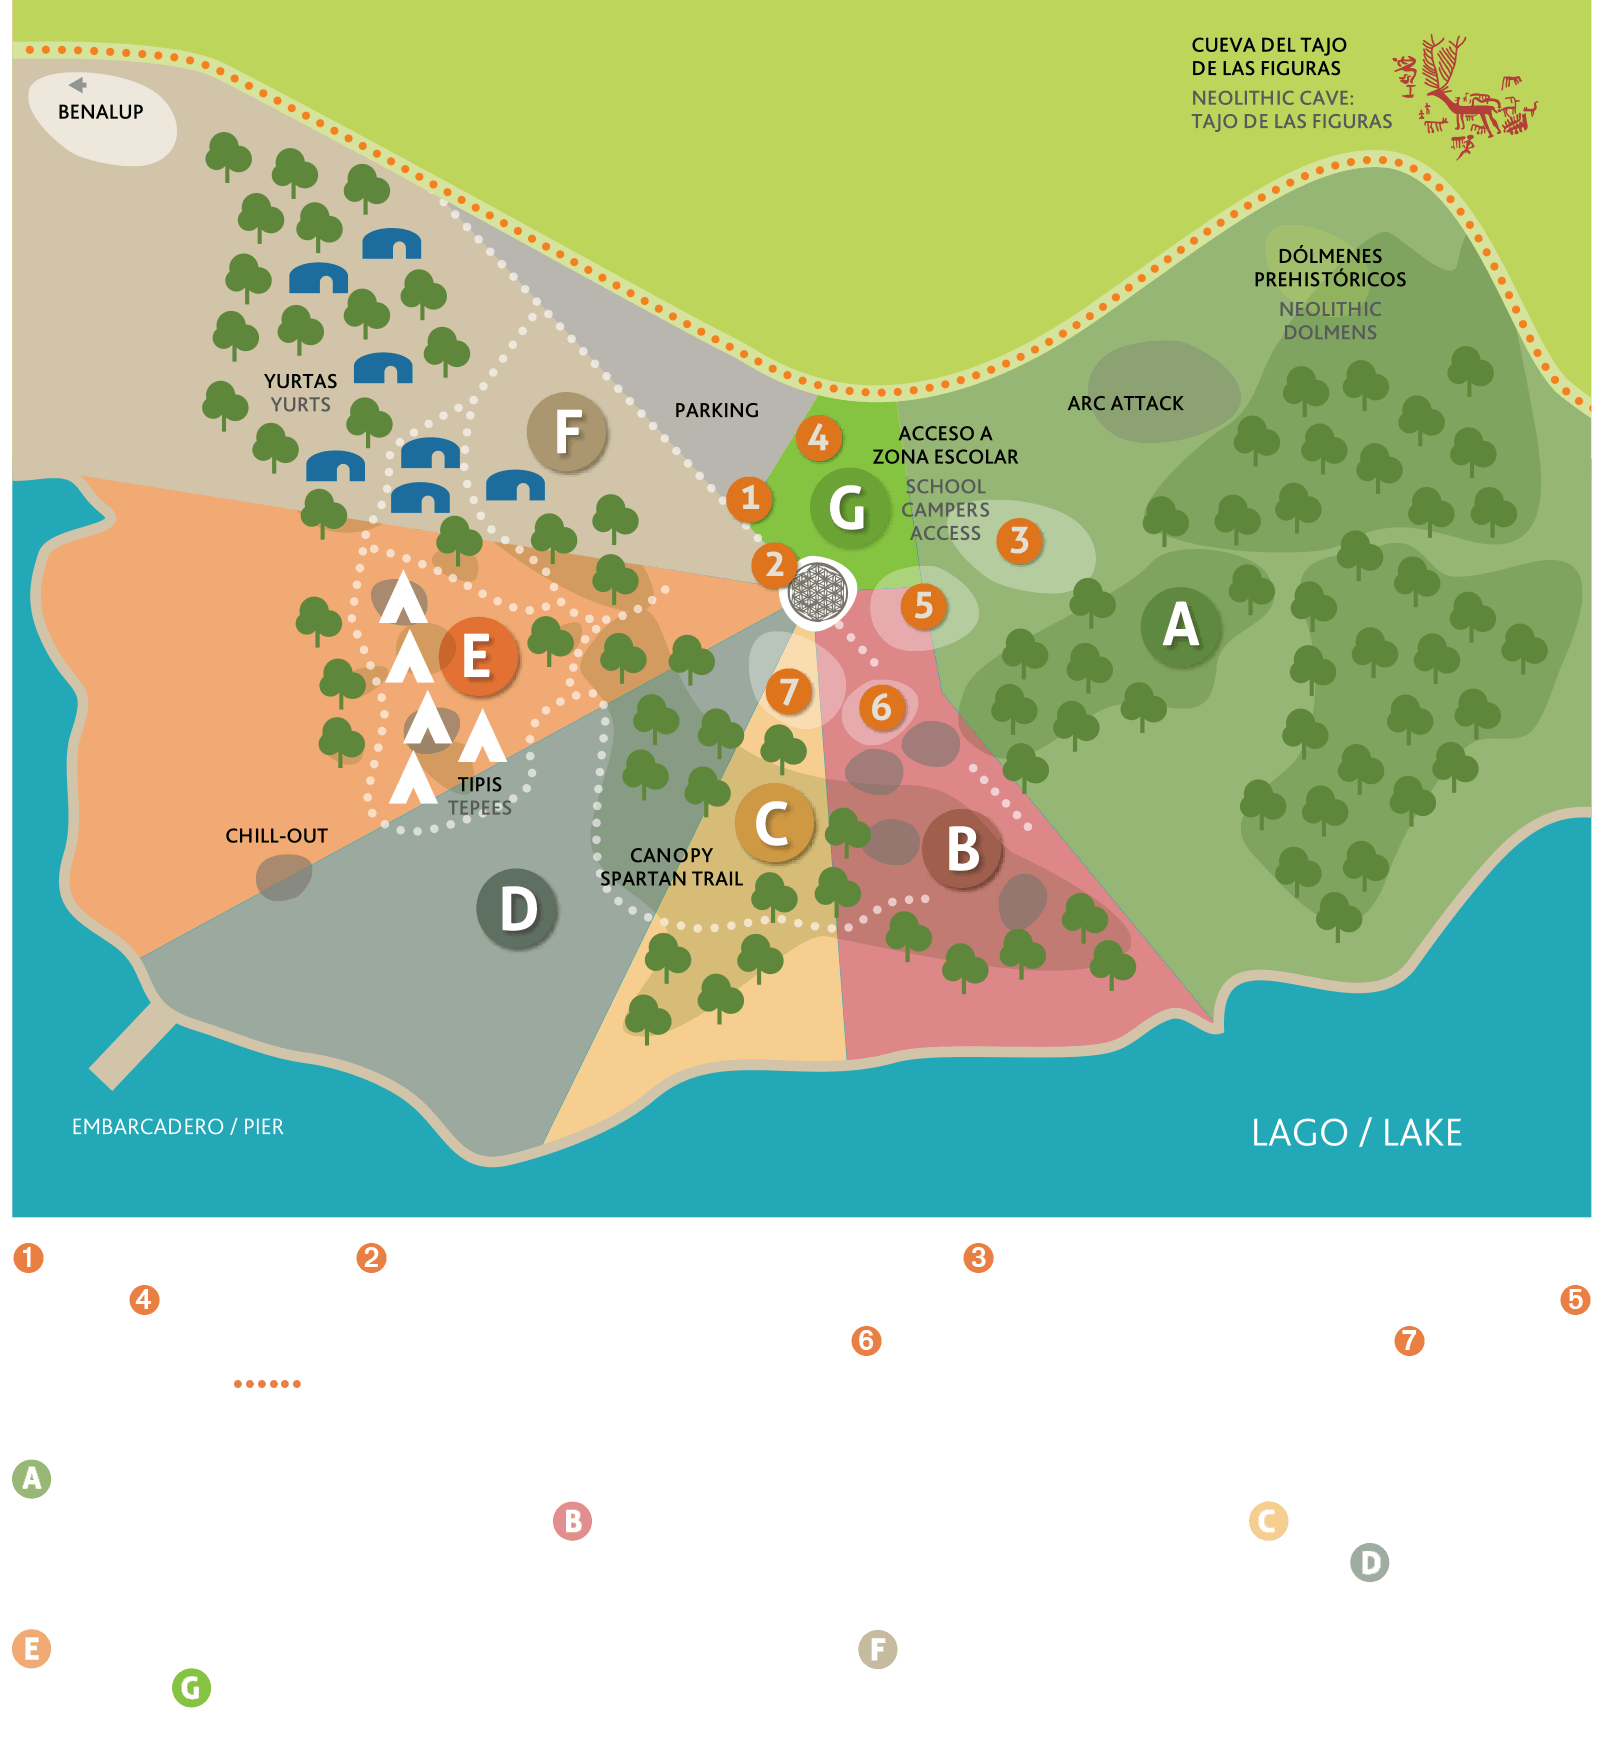 CUEVA DEL TAJO
DE LAS FIGURAS
NEOLITHIC CAVE:
TAJO DE LAS FIGURAS
BENALUP
DÓLMENES
PREHISTÓRICOS
NEOLITHIC
DOLMENS
YURTAS
YURTS
F
PARKING
4
ARC ATTACK
ACCESO A
ZONA ESCOLAR
SCHOOL
CAMPERS
ACCESS
1
G
3
2
5
A
E
7
6
TIPIS
TEPEES
CHILL-OUT
C
B
CANOPY
SPARTAN TRAIL
D
EMBARCADERO / PIER
LAGO / LAKE
1 2 3
4 5
6 7
A
B C
D
E F
G